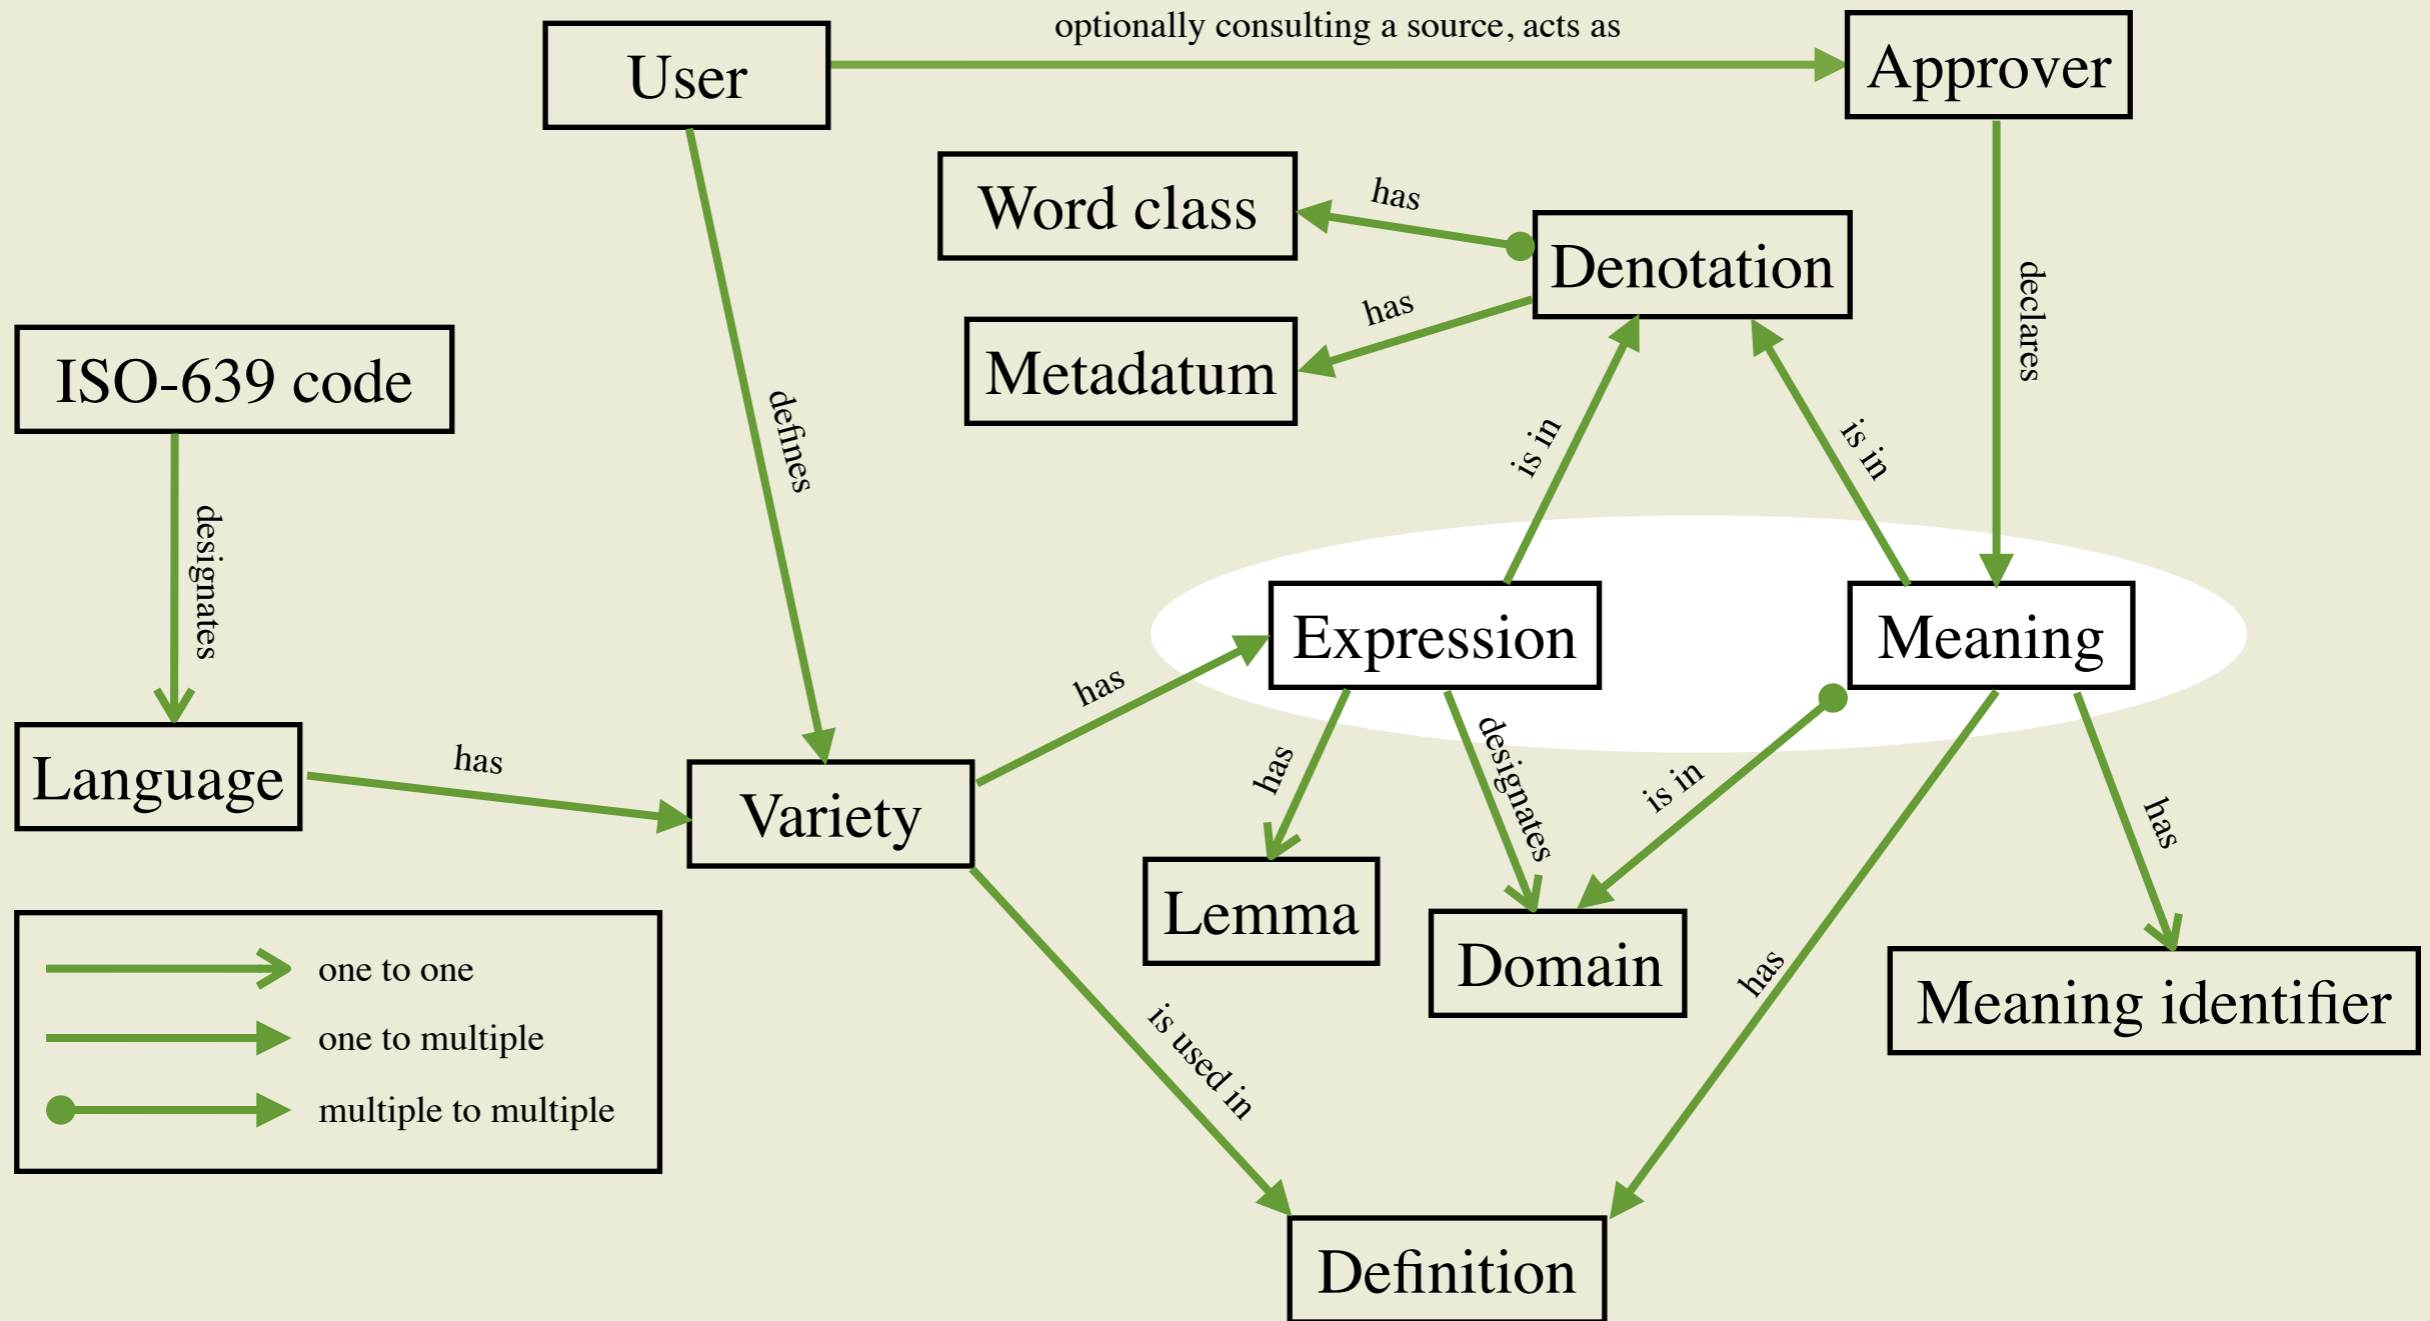 optionally consulting a source, acts as
User
Approver
Word class
has
Denotation
declares
has
Metadatum
ISO-639 code
defines
is in
is in
designates
Expression
Meaning
has
Language
has
Variety
has
designates
is in
has
Lemma
Domain
has
Meaning identifier
one to one
one to multiple
multiple to multiple
is used in
Definition